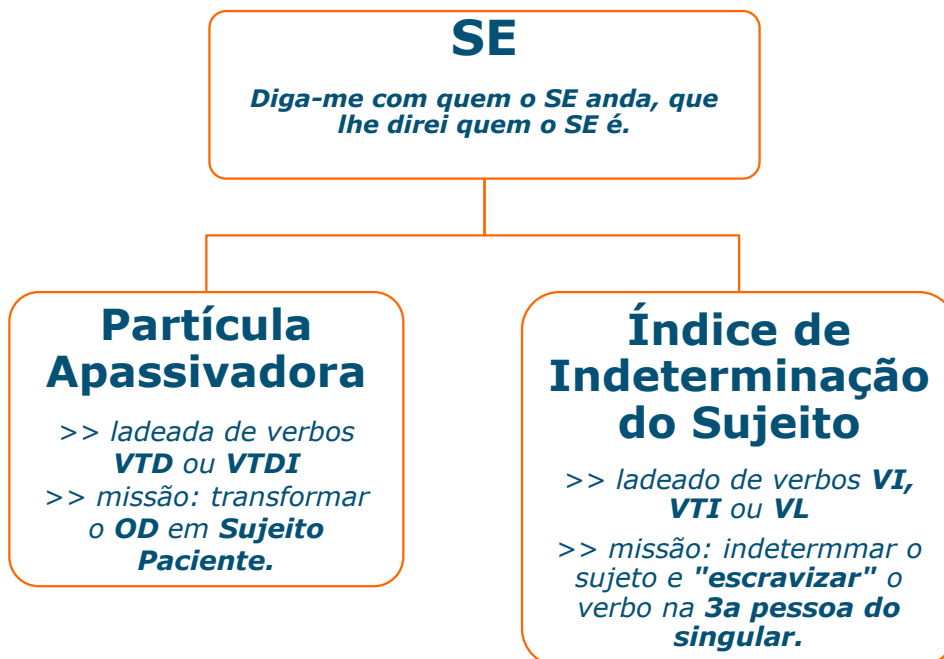 SE
Diga-me com quem o SE anda, que
lhe direi quem o SE é.
Partícula
Apassivadora
>> ladeada de verbos
VTD ou VTDI
>> missão: transformar
o OD em Sujeito
Paciente.
Índice de
Indeterminação
do Sujeito
>> ladeado de verbos VI,
VTI ou VL
>> missão: indetermmar o
sujeto e "escravizar" o
verbo na 3a pessoa do
singular.